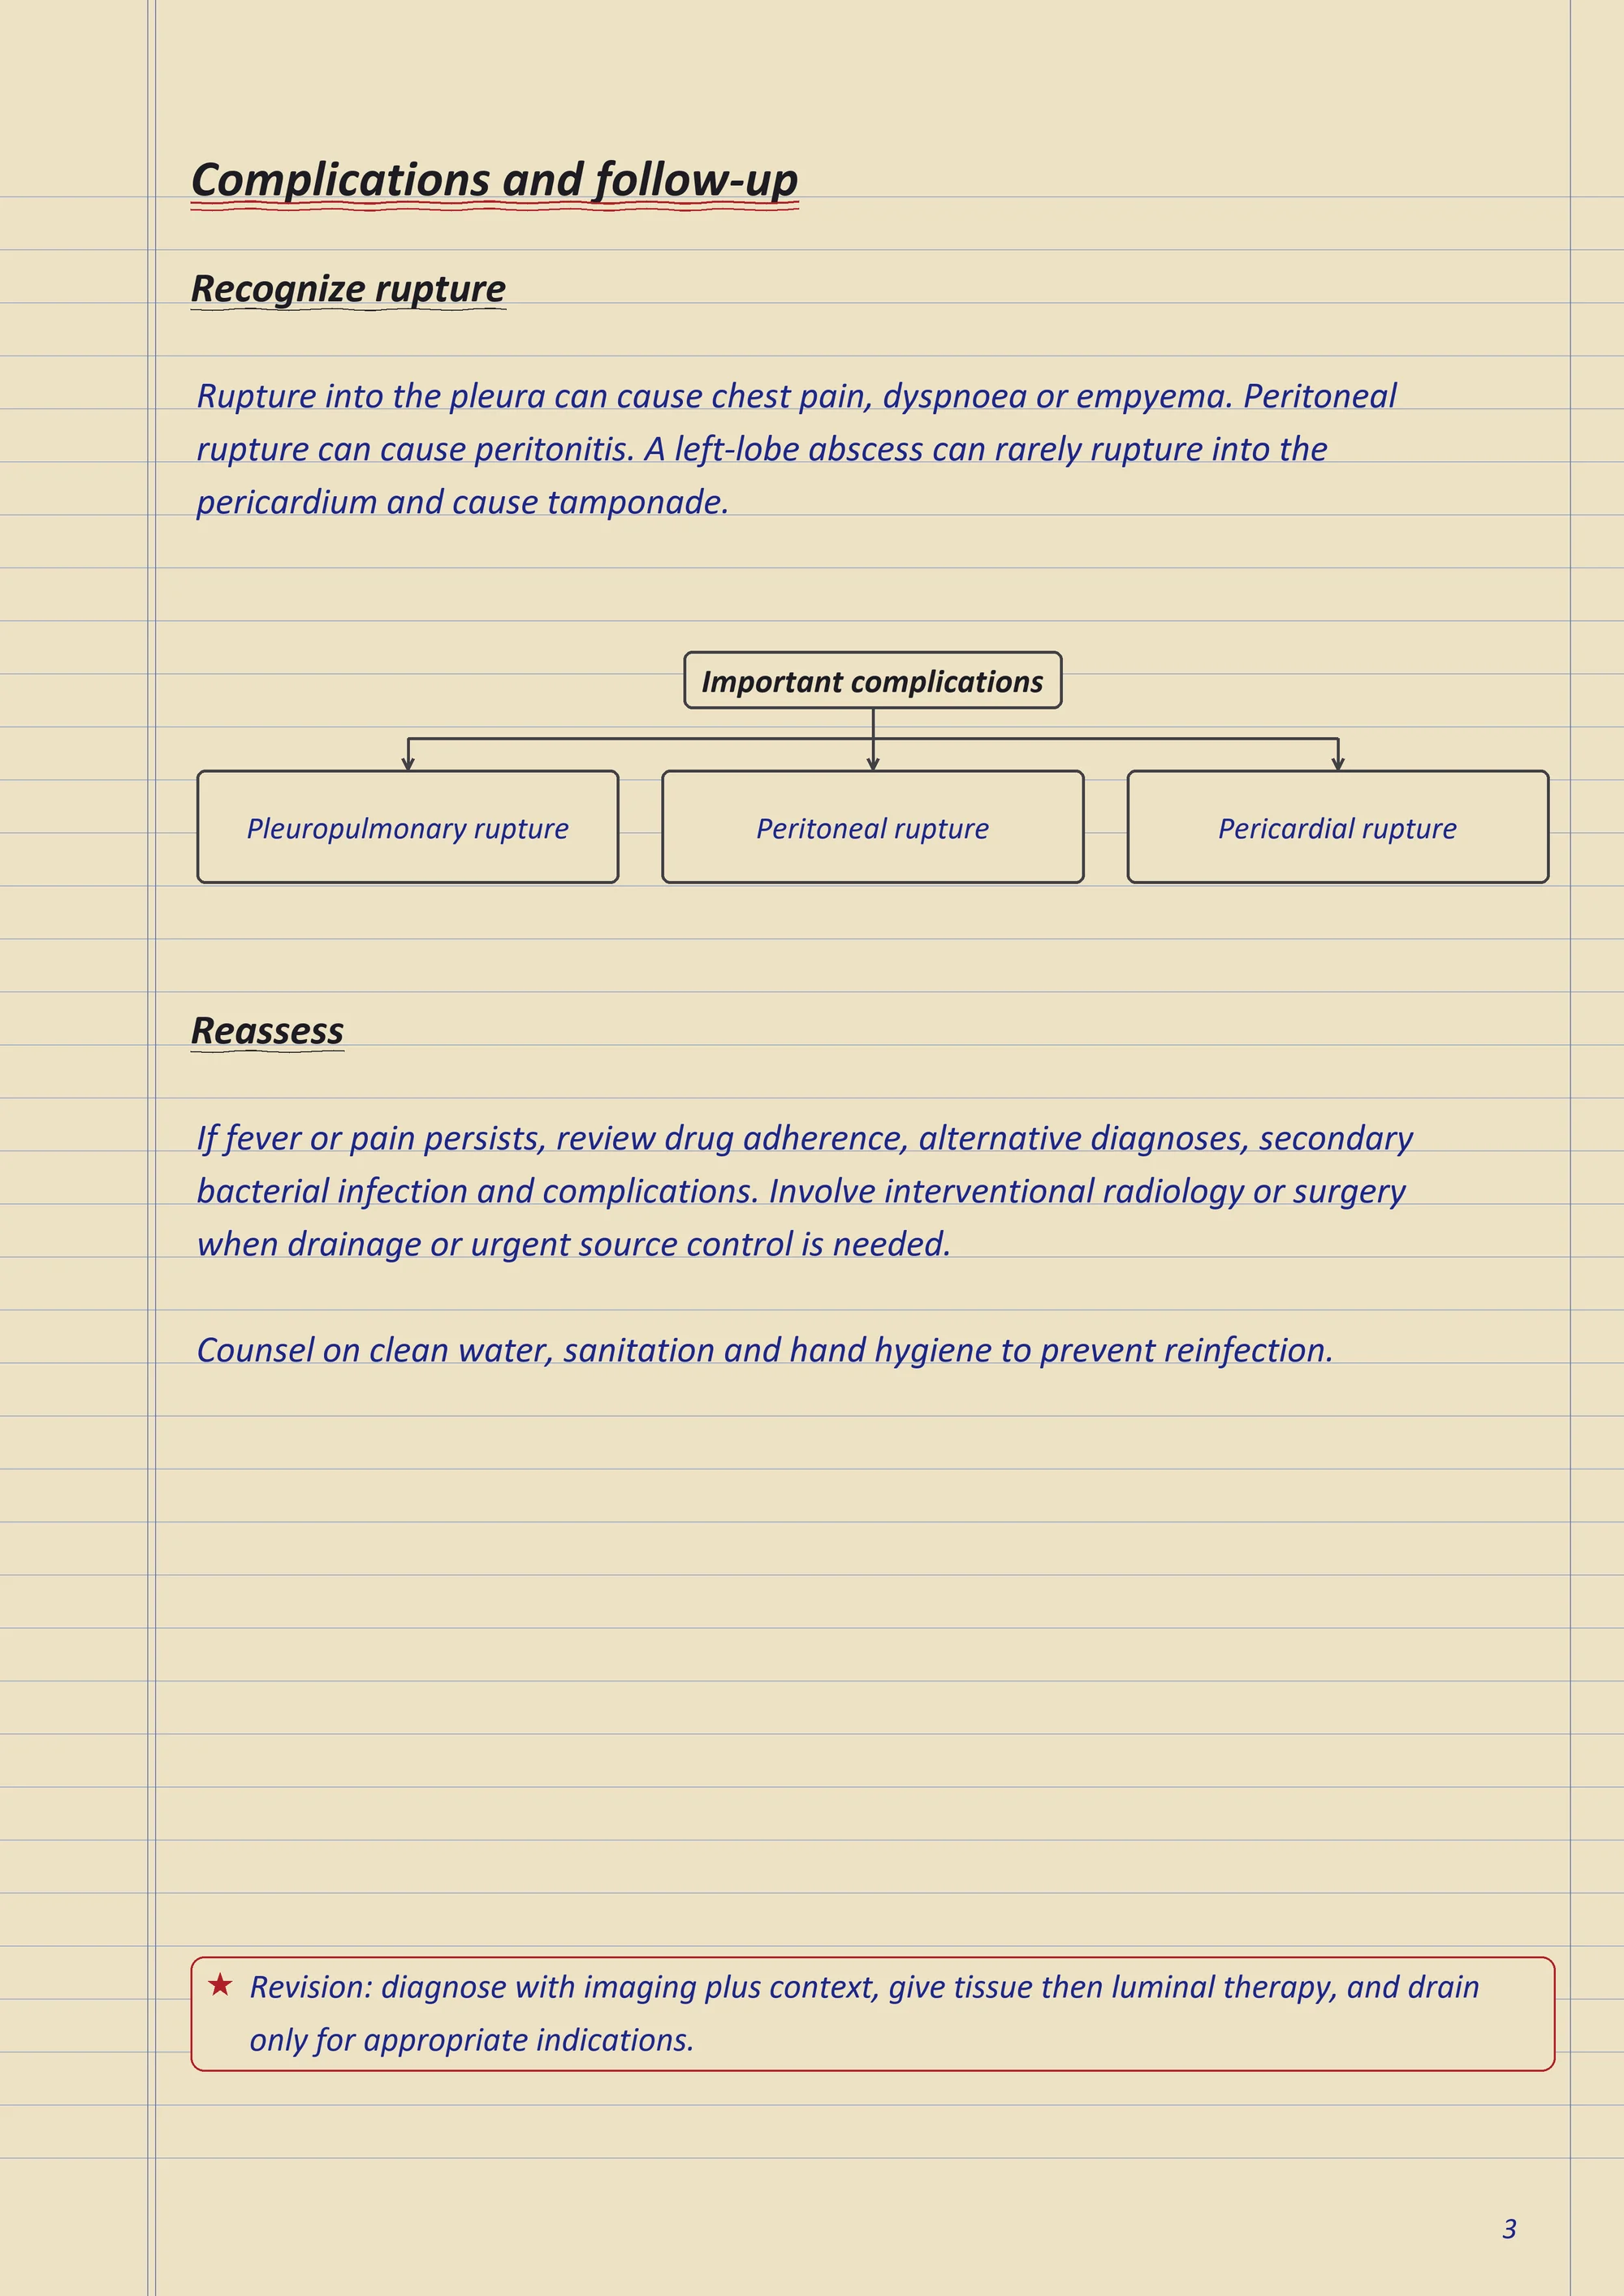 Complications and follow-up
Recognize rupture
Rupture into the pleura can cause chest pain, dyspnoea or empyema. Peritoneal
rupture can cause peritonitis. A left-lobe abscess can rarely rupture into the
pericardium and cause tamponade.
Important complications
Pleuropulmonary rupture
Peritoneal rupture
Pericardial rupture
Reassess
If fever or pain persists, review drug adherence, alternative diagnoses, secondary
bacterial infection and complications. Involve interventional radiology or surgery
when drainage or urgent source control is needed.
Counsel on clean water, sanitation and hand hygiene to prevent reinfection.
★ Revision: diagnose with imaging plus context, give tissue then luminal therapy, and drain
only for appropriate indications.
3